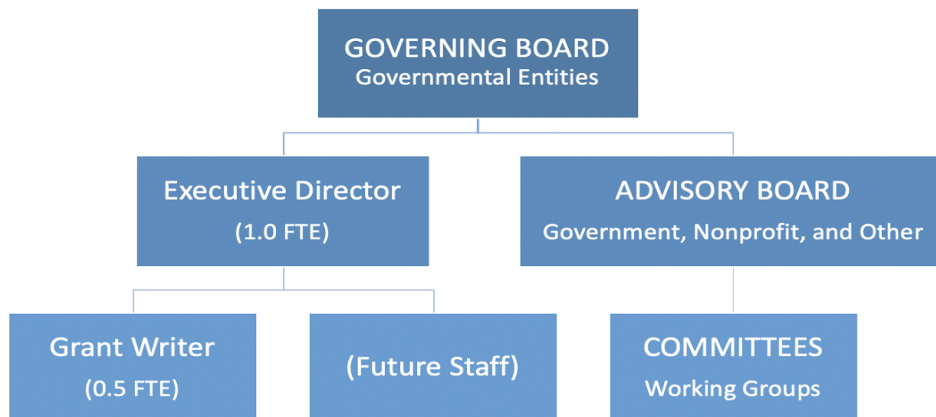 GOVERNING BOARD
Governmental Entities
Executive Director
(1.0 FTE)
ADVISORY BOARD
Government, Nonprofit, and Other
Grant Writer
(0.5 FTE)
(Future Staff)
COMMITTEES
Working Groups